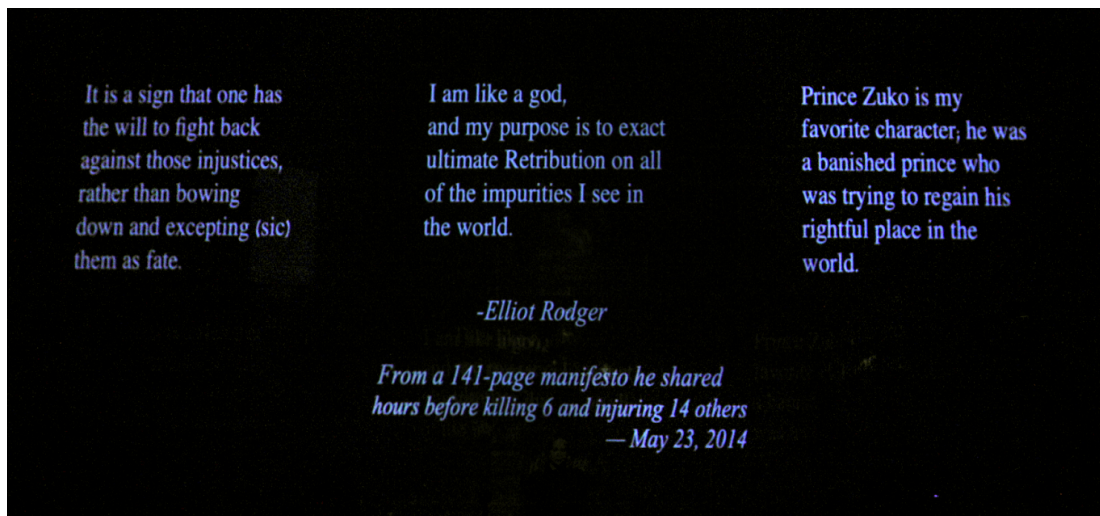 It is a sign that one has
the will to fight back
against those injustices,
rather than bowing
down and excepting (sic)
them as fate.
I am like a god,
and my purpose is to exact
ultimate Retribution on all
of the impurities I see in
the world.
Prince Zuko is my
favorite character; he was
a banished prince who
was trying to regain his
rightful place in the
world.
-Elliot Rodger
From a 141-page manifesto he shared
hours before killing 6 and injuring 14 others
— May 23, 2014